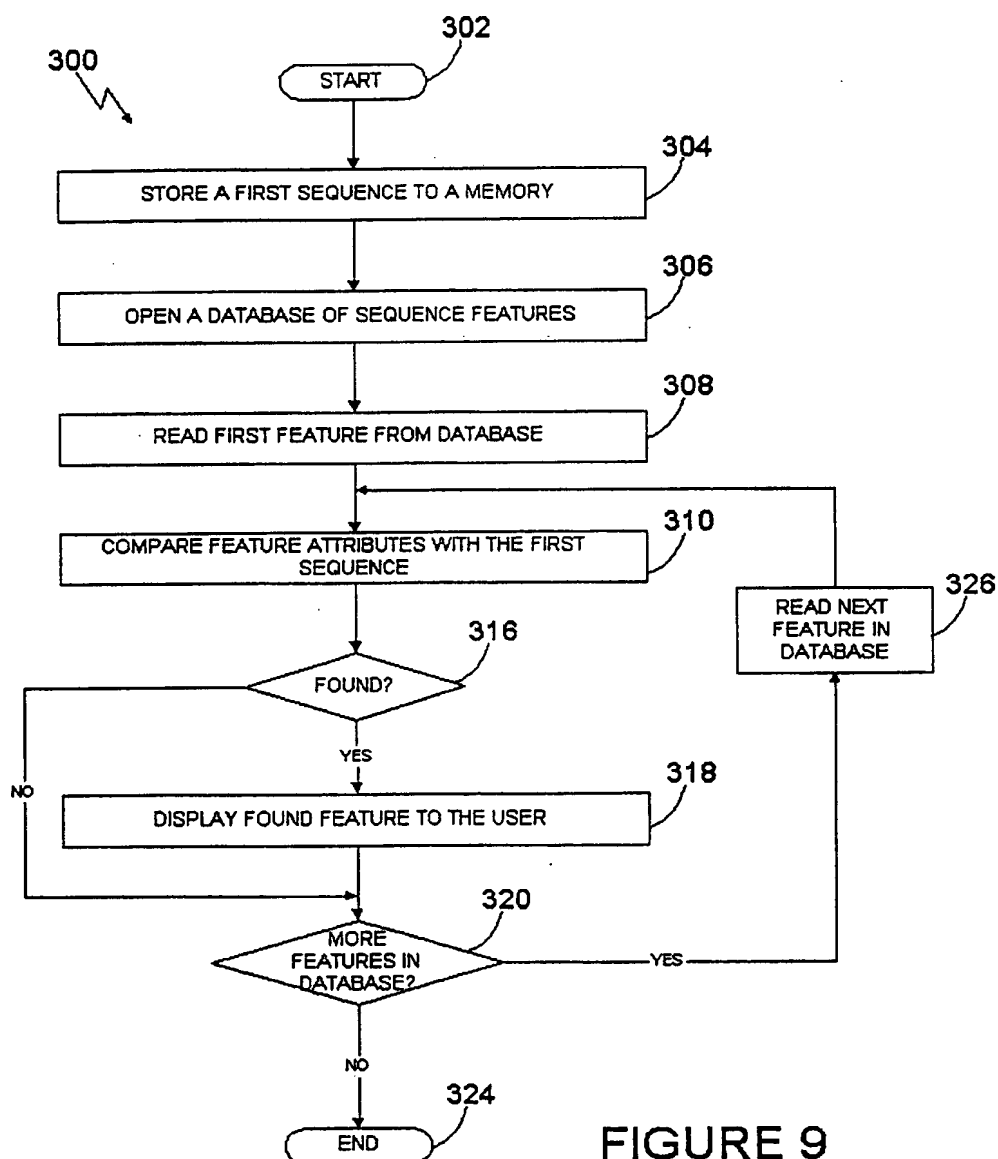 302
300
START
304
STORE A FIRST SEQUENCE TO A MEMORY
306
OPEN A DATABASE OF SEQUENCE FEATURES
308
READ FIRST FEATURE FROM DATABASE
310
COMPARE FEATURE ATTRIBUTES WITH THE FIRST
SEQUENCE
326
READ NEXT
FEATURE IN
DATABASE
316
FOUND?
YES
NO
318
DISPLAY FOUND FEATURE TO THE USER
320
MORE
FEATURES IN
DATABASE?
YES
NO
324
END
FIGURE 9